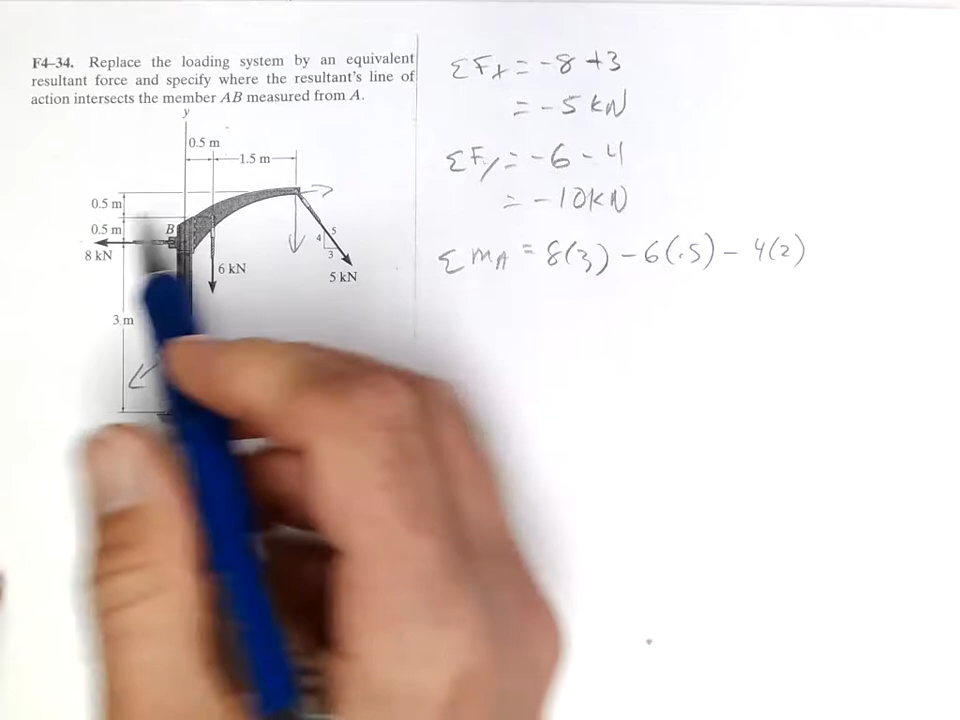 F4–34. Replace the loading system by an equivalent
resultant force and specify where the resultant's line of
action intersects the member AB measured from A.
y
0.5 m
1.5 m
0.5 m
0.5 m
B
8 kN
6 kN
4
5
3
5 kN
3 m
ΣFx = -8 +3
= -5 kN
ΣFy = -6 - 4
= -10kN
ΣmA = 8(3) - 6(.5) - 4(2)